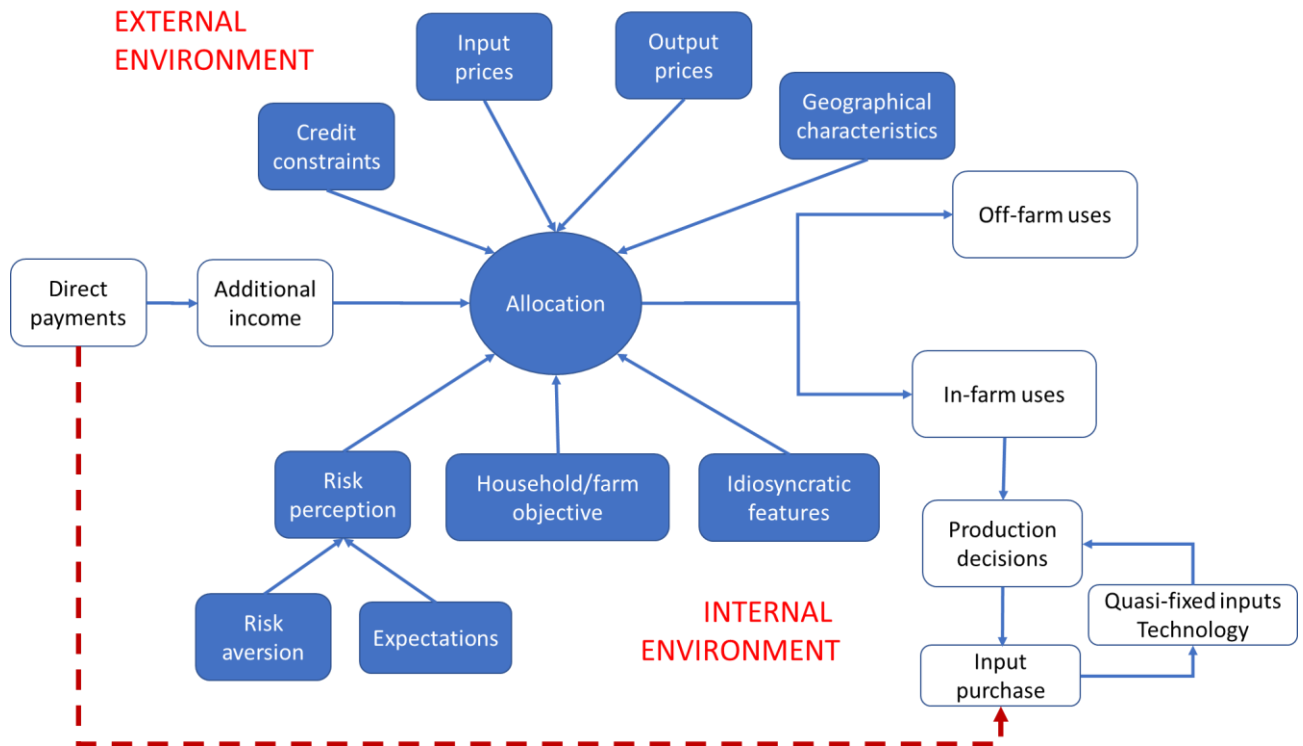 EXTERNAL
ENVIRONMENT
Input
prices
Output
prices
Geographical
characteristics
Credit
constraints
Off-farm uses
Direct
payments
Additional
income
Allocation
In-farm uses
Risk
perception
Household/farm
objective
Idiosyncratic
features
Production
decisions
Quasi-fixed inputs
Technology
Risk
aversion
Expectations
INTERNAL
ENVIRONMENT
Input
purchase